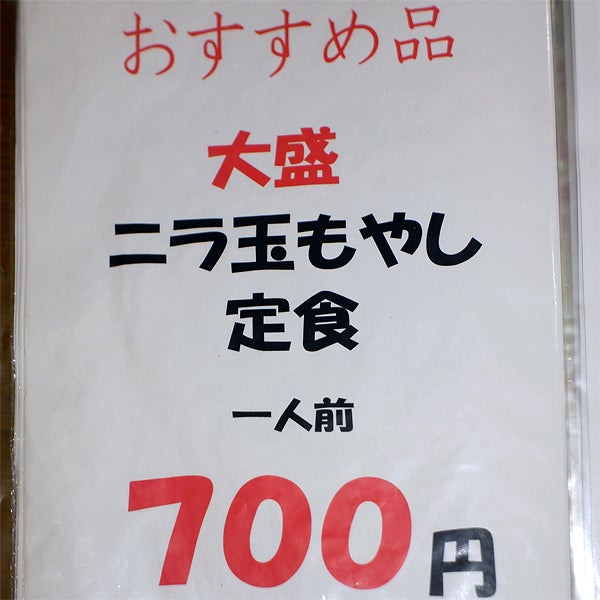 おすすめ品
大盛
ニラ玉もやし
定食
一人前
700円